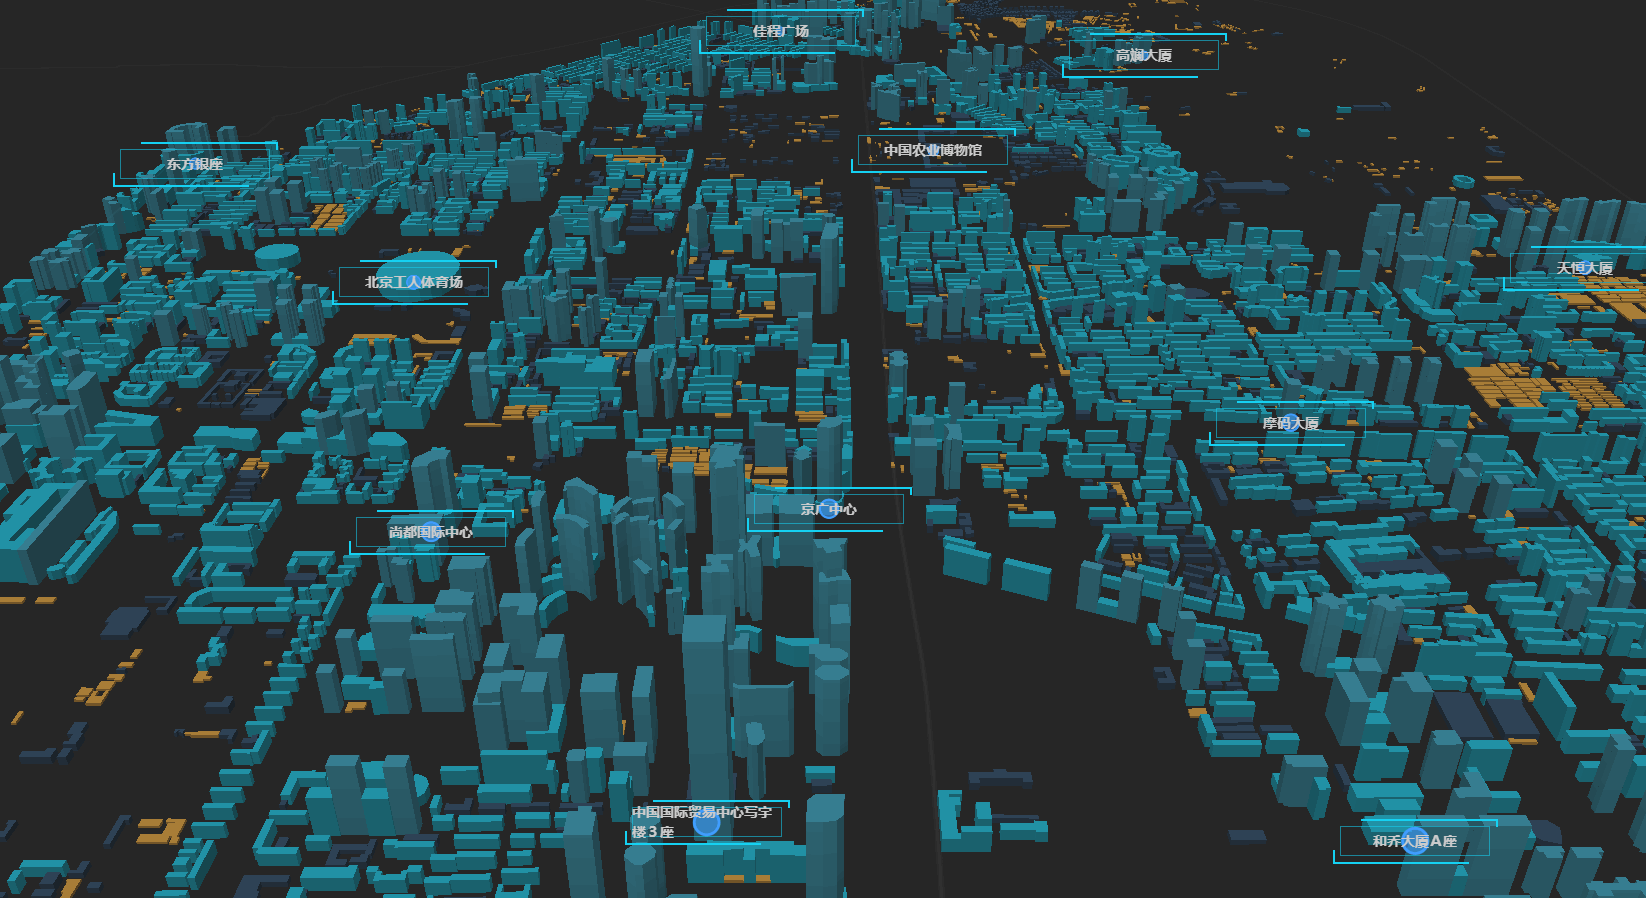 佳程广场
高斓大厦
中国农业博物馆
东方银座
天恒大厦
北京工人体育场
摩码大厦
京广中心
尚都国际中心
中国国际贸易中心写字
楼3座
和乔大厦A座